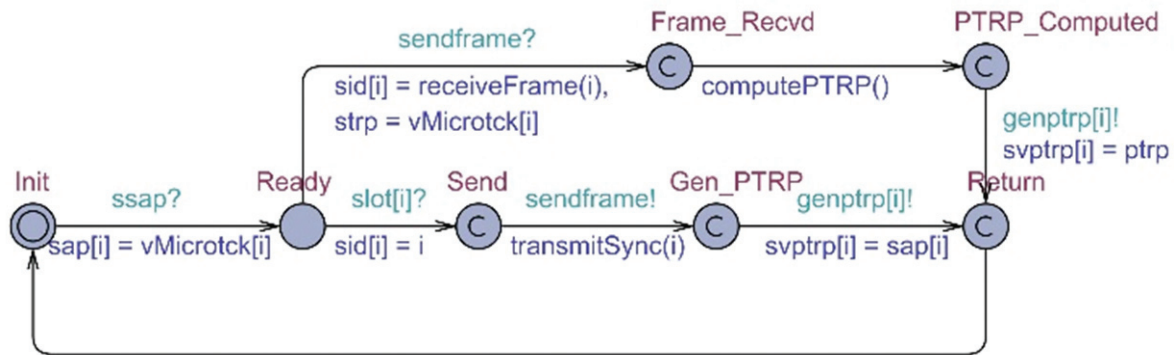 Frame_Recvd
PTRP_Computed
sendframe?
C
C
sid[i] = receiveFrame(i),
strp = vMicrotck[i]
computePTRP()
genptrp[i]!
svptrp[i] = ptrp
Init
Ready
Send
Gen_PTRP
Return
ssap?
slot[i]?
sendframe!
genptrp[i]!
C
C
C
sap[i] = vMicrotck[i]
sid[i] = i
transmitSync(i)
svptrp[i] = sap[i]